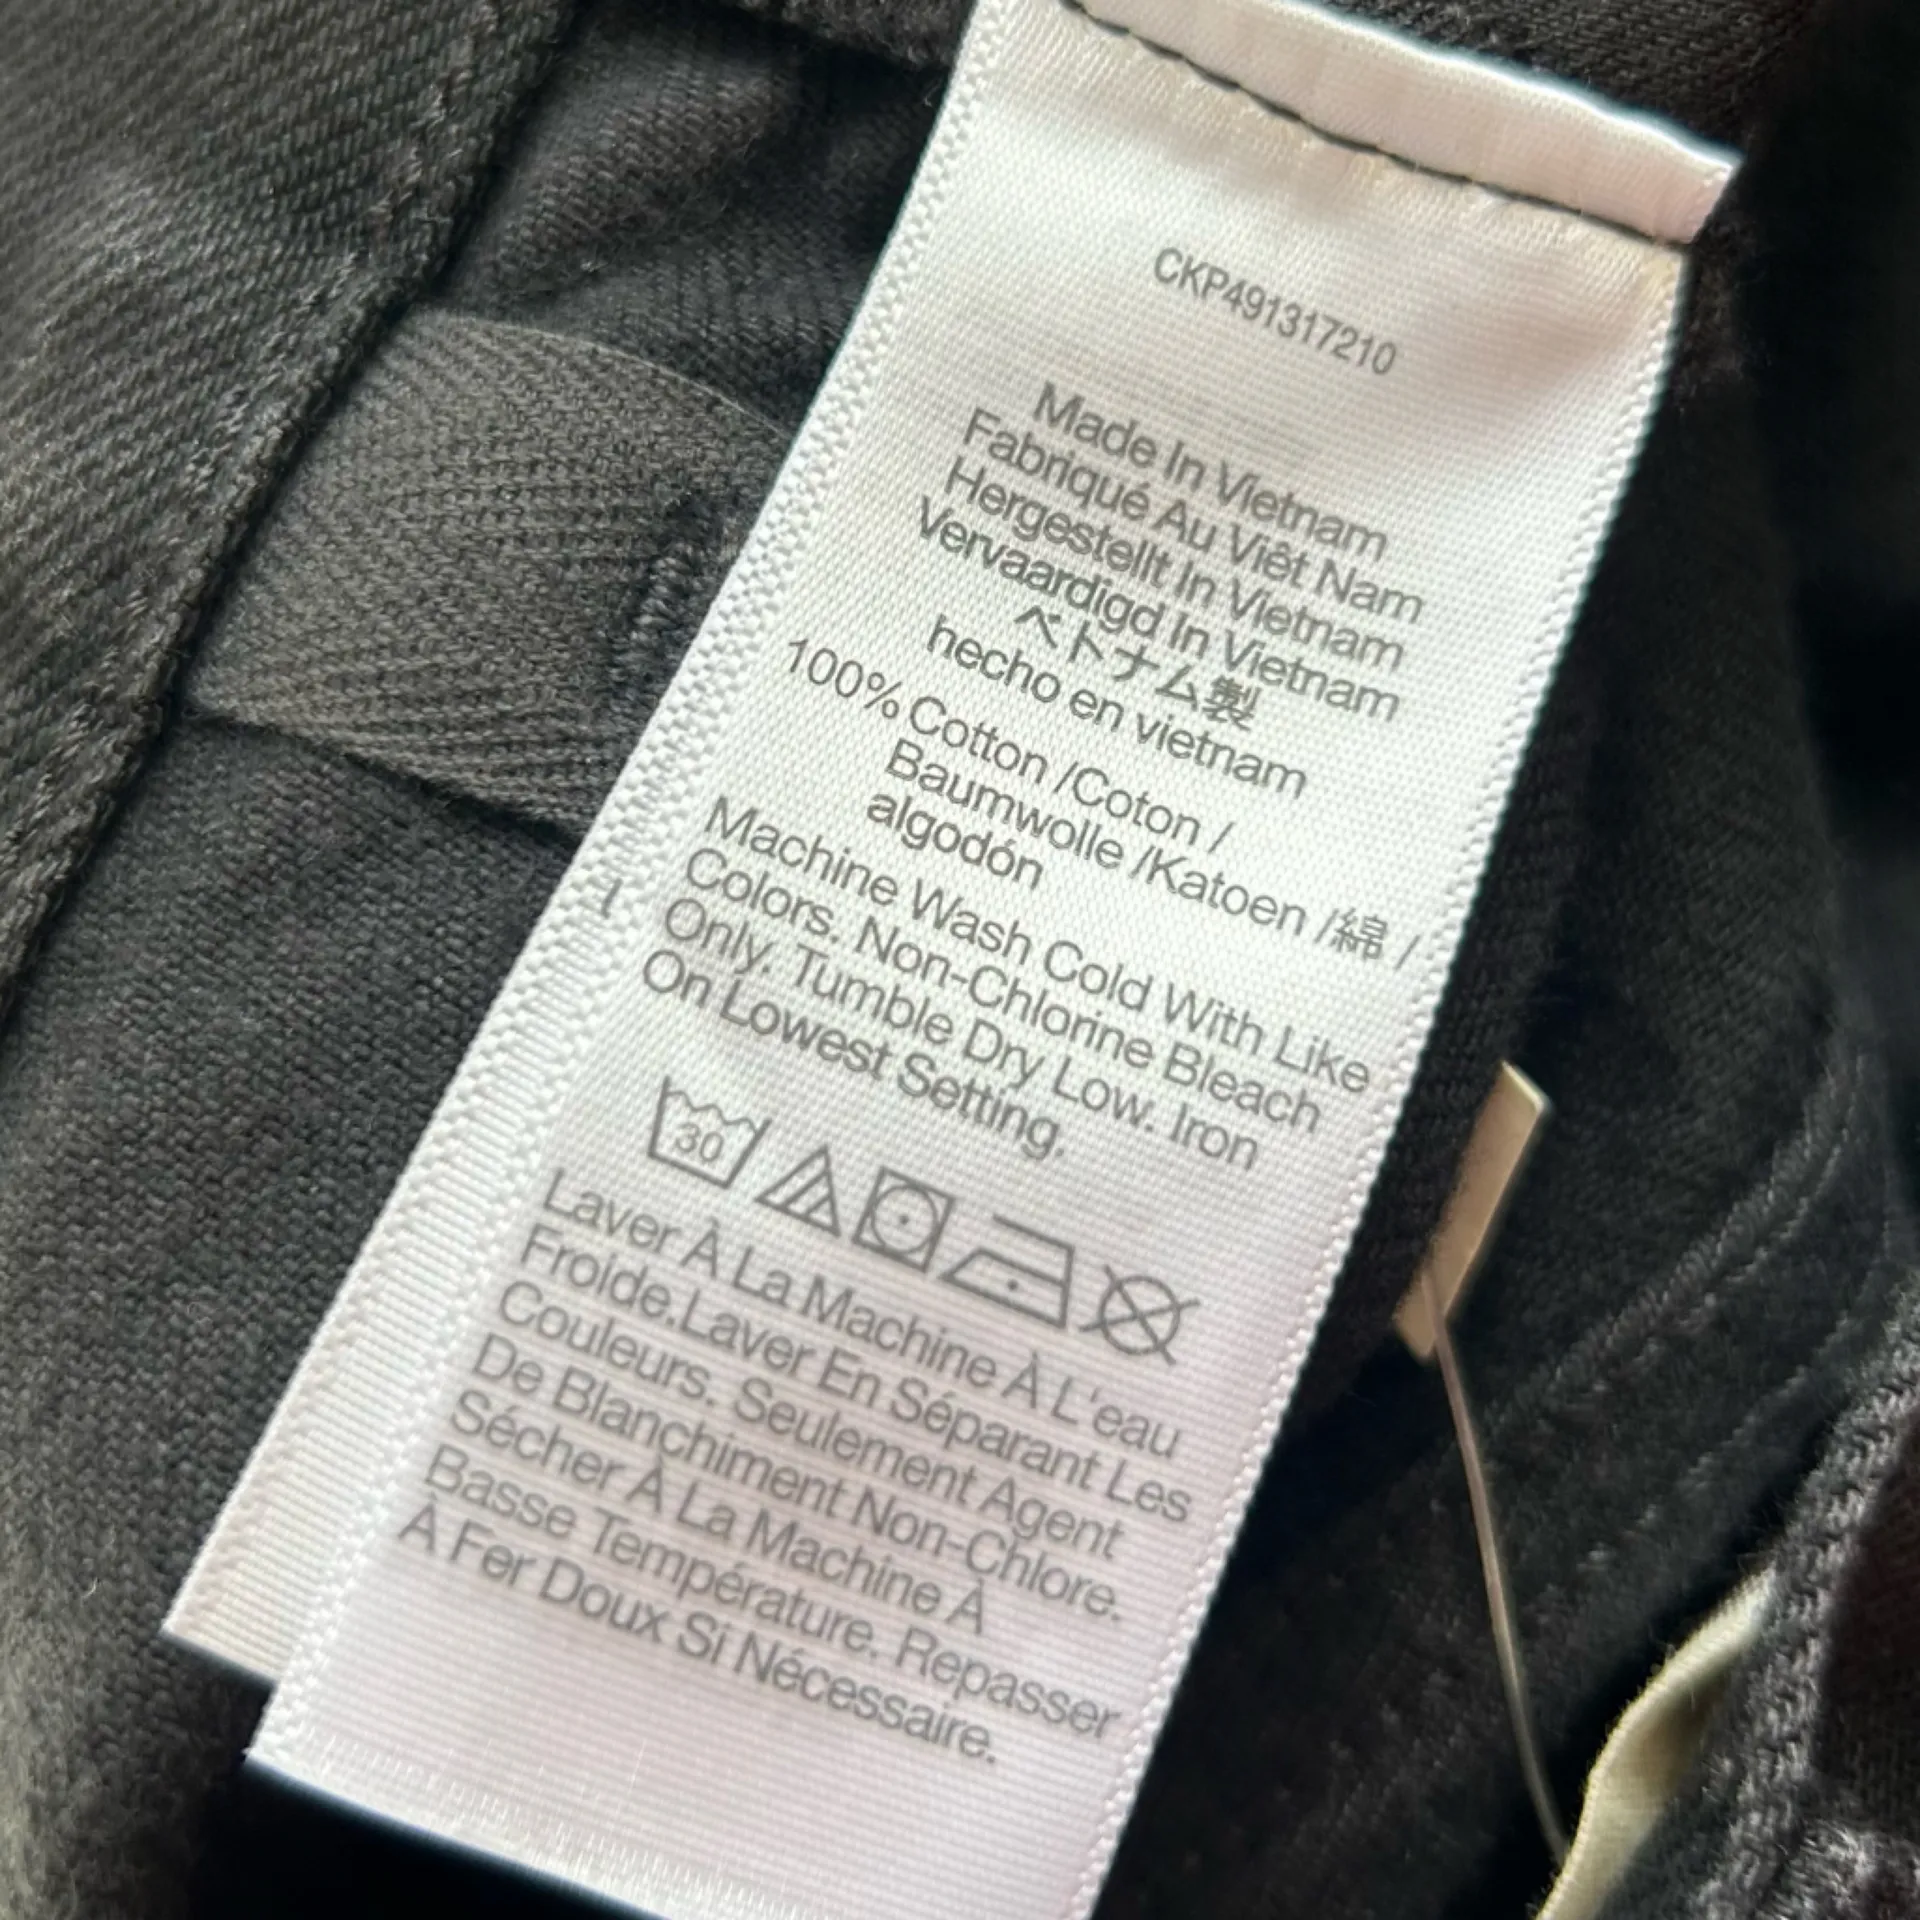 CKP491317210
Made In Vietnam
Fabriqué Au Viêt Nam
Hergestellt In Vietnam
Vervaardigd In Vietnam
ベトナム製
hecho en vietnam
100% Cotton /Coton /
Baumwolle /Katoen /綿 /
algodón
Machine Wash Cold With Like
Colors. Non-Chlorine Bleach
Only. Tumble Dry Low. Iron
On Lowest Setting.
30
Laver À La Machine À L'eau
Froide.Laver En Séparant Les
Couleurs. Seulement Agent
De Blanchiment Non-Chlore.
Sécher À La Machine À
Basse Température. Repasser
À Fer Doux Si Nécessaire.